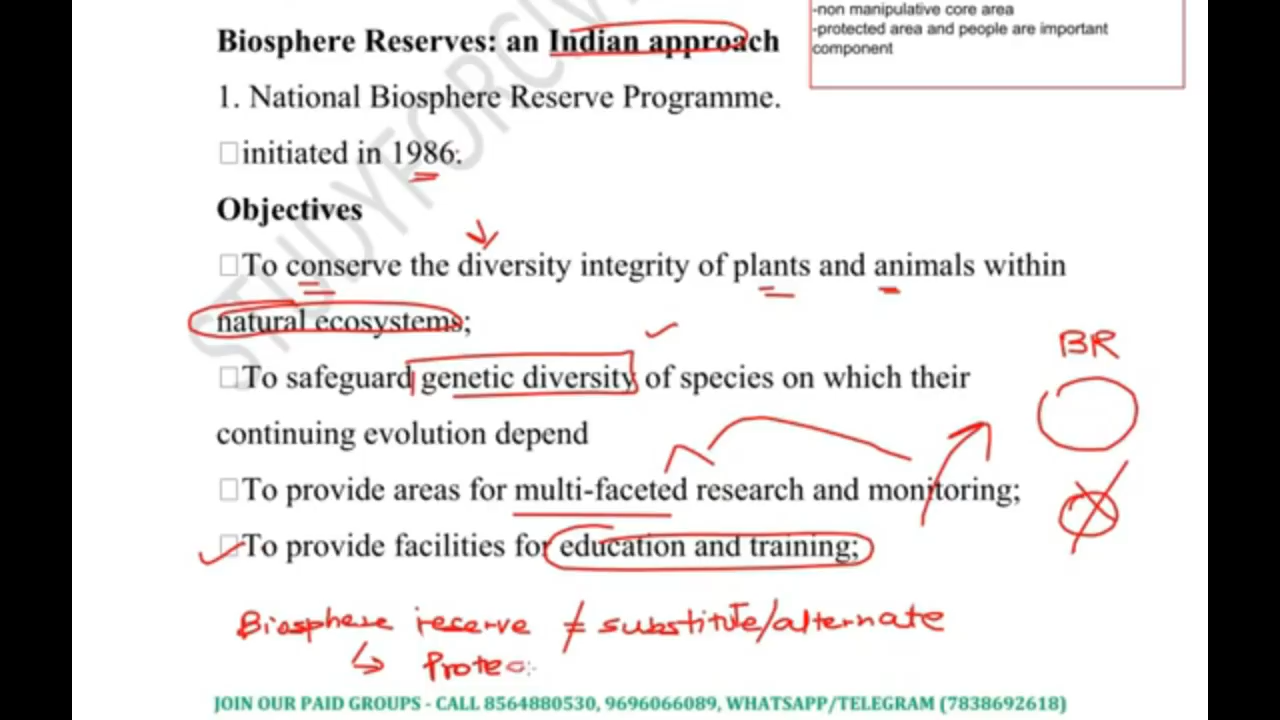 -non manipulative core area
-protected area and people are important
component
Biosphere Reserves: an Indian approach
1. National Biosphere Reserve Programme.
initiated in 1986.
Objectives
To conserve the diversity integrity of plants and animals within
natural ecosystems;
To safeguard genetic diversity of species on which their
continuing evolution depend
BR
To provide areas for multi-faceted research and monitoring;
To provide facilities for education and training;
Biosphere reserve ≠ substitute/alternate
↳ Protec
JOIN OUR PAID GROUPS - CALL 8564880530, 9696066089, WHATSAPP/TELEGRAM (7838692618)